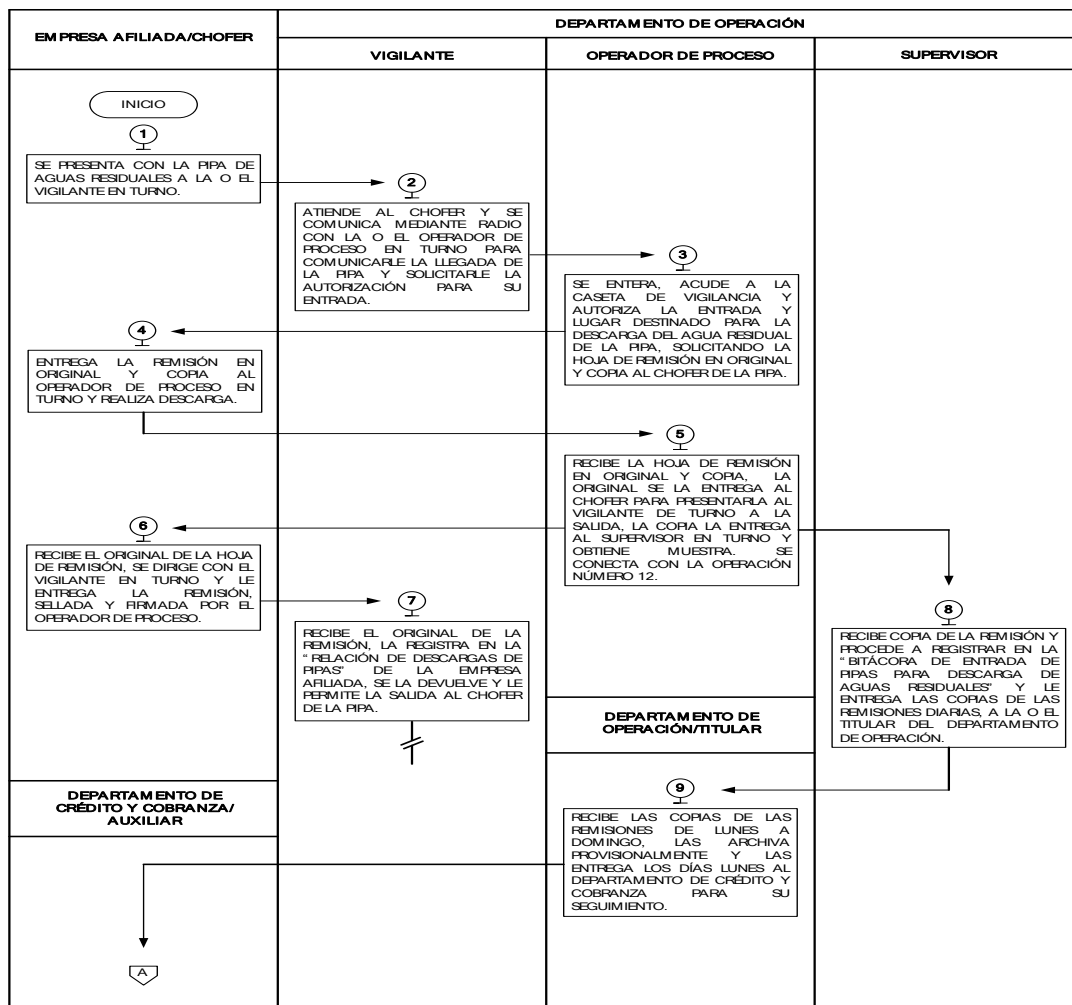 EMPRESA AFILIADA/CHOFER
DEPARTAMENTO DE OPERACIÓN
VIGILANTE
OPERADOR DE PROCESO
SUPERVISOR
INICIO
1
SE PRESENTA CON LA PIPA DE
AGUAS RESIDUALES A LA O EL
VIGILANTE EN TURNO.
2
ATIENDE AL CHOFER Y SE
COMUNICA MEDIANTE RADIO
CON LA O EL OPERADOR DE
PROCESO EN TURNO PARA
COMUNICARLE LA LLEGADA DE
LA PIPA Y SOLICITARLE LA
AUTORIZACIÓN PARA SU
ENTRADA.
3
SE ENTERA, ACUDE A LA
CASETA DE VIGILANCIA Y
AUTORIZA LA ENTRADA Y
LUGAR DESTINADO PARA LA
DESCARGA DEL AGUA RESIDUAL
DE LA PIPA, SOLICITANDO LA
HOJA DE REMISIÓN EN ORIGINAL
Y COPIA AL CHOFER DE LA PIPA.
4
ENTREGA LA REMISIÓN EN
ORIGINAL Y COPIA AL
OPERADOR DE PROCESO EN
TURNO Y REALIZA DESCARGA.
5
RECIBE LA HOJA DE REMISIÓN
EN ORIGINAL Y COPIA, LA
ORIGINAL SE LA ENTREGA AL
CHOFER PARA PRESENTARLA AL
VIGILANTE DE TURNO A LA
SALIDA, LA COPIA LA ENTREGA
AL SUPERVISOR EN TURNO Y
OBTIENE MUESTRA. SE
CONECTA CON LA OPERACIÓN
NÚMERO 12.
6
RECIBE EL ORIGINAL DE LA HOJA
DE REMISIÓN, SE DIRIGE CON EL
VIGILANTE EN TURNO Y LE
ENTREGA LA REMISIÓN,
SELLADA Y FIRMADA POR EL
OPERADOR DE PROCESO.
7
RECIBE EL ORIGINAL DE LA
REMISIÓN, LA REGISTRA EN LA
"RELACIÓN DE DESCARGAS DE
PIPAS" DE LA EMPRESA
AFILIADA, SE LA DEVUELVE Y LE
PERMITE LA SALIDA AL CHOFER
DE LA PIPA.
8
RECIBE COPIA DE LA REMISIÓN Y
PROCEDE A REGISTRAR EN LA
"BITÁCORA DE ENTRADA DE
PIPAS PARA DESCARGA DE
AGUAS RESIDUALES" Y LE
ENTREGA LAS COPIAS DE LAS
REMISIONES DIARIAS, A LA O EL
TITULAR DEL DEPARTAMENTO
DE OPERACIÓN.
DEPARTAMENTO DE
OPERACIÓN/TITULAR
9
RECIBE LAS COPIAS DE LAS
REMISIONES DE LUNES A
DOMINGO, LAS ARCHIVA
PROVISIONALMENTE Y LAS
ENTREGA LOS DÍAS LUNES AL
DEPARTAMENTO DE CRÉDITO Y
COBRANZA PARA SU
SEGUIMIENTO.
DEPARTAMENTO DE
CRÉDITO Y COBRANZA/
AUXILIAR
A